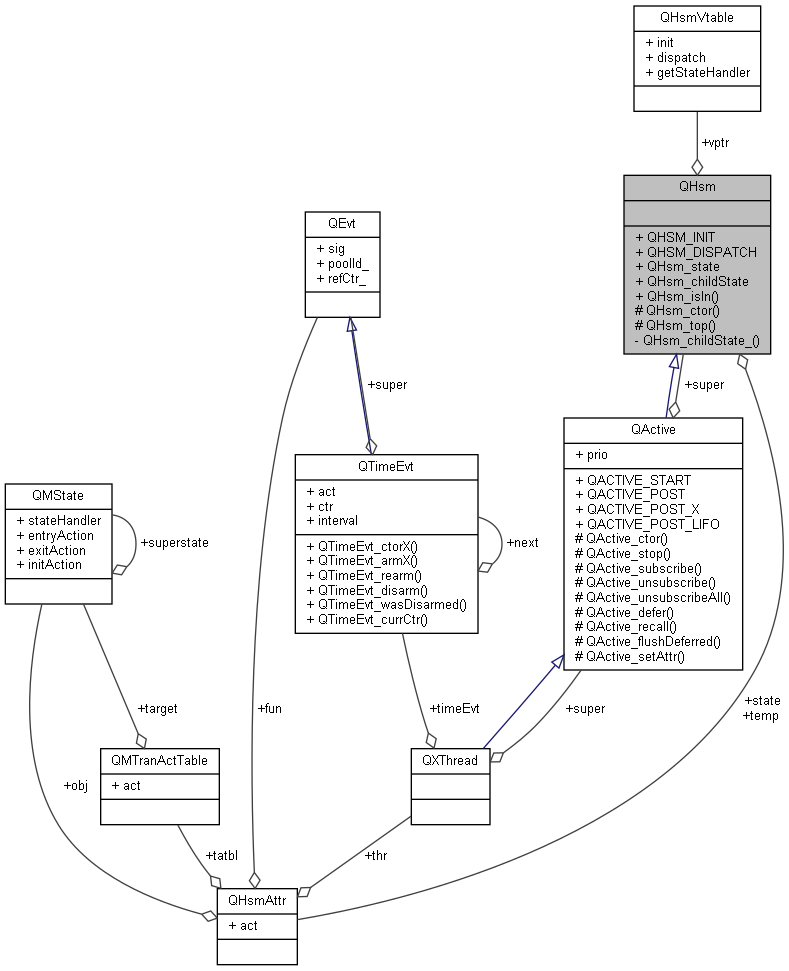 QHsmVtable
+ init
+ dispatch
+ getStateHandler
+vptr
QHsm
+ QHSM_INIT
+ QHSM_DISPATCH
+ QHsm_state
+ QHsm_childState
+ QHsm_isIn()
# QHsm_ctor()
# QHsm_top()
- QHsm_childState_()
QEvt
+ sig
+ poolId_
+ refCtr_
+super
+super
QActive
+ prio
+ QACTIVE_START
+ QACTIVE_POST
+ QACTIVE_POST_X
+ QACTIVE_POST_LIFO
# QActive_ctor()
# QActive_stop()
# QActive_subscribe()
# QActive_unsubscribe()
# QActive_unsubscribeAll()
# QActive_defer()
# QActive_recall()
# QActive_flushDeferred()
# QActive_setAttr()
QTimeEvt
+ act
+ ctr
+ interval
+ QTimeEvt_ctorX()
+ QTimeEvt_armX()
+ QTimeEvt_rearm()
+ QTimeEvt_disarm()
+ QTimeEvt_wasDisarmed()
+ QTimeEvt_currCtr()
+next
QMState
+ stateHandler
+ entryAction
+ exitAction
+ initAction
+superstate
+target
+fun
+timeEvt
+super
+state
+temp
QMTranActTable
+ act
QXThread
+obj
+tatbl
+thr
QHsmAttr
+ act